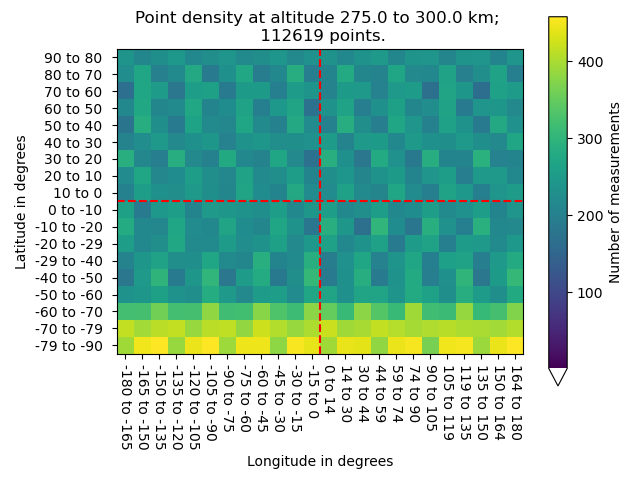 Point density at altitude 275.0 to 300.0 km;
112619 points.
90 to 80
80 to 70
70 to 60
60 to 50
50 to 40
40 to 30
30 to 20
20 to 10
10 to 0
0 to -10
-10 to -20
-20 to -29
-29 to -40
-40 to -50
-50 to -60
-60 to -70
-70 to -79
-79 to -90
Latitude in degrees
-180 to -165
-165 to -150
-150 to -135
-135 to -120
-120 to -105
-105 to -90
-90 to -75
-75 to -60
-60 to -45
-45 to -30
-30 to -15
-15 to 0
0 to 14
14 to 30
30 to 44
44 to 59
59 to 74
74 to 90
90 to 105
105 to 119
119 to 135
135 to 150
150 to 164
164 to 180
Longitude in degrees
400
300
200
100
Number of measurements